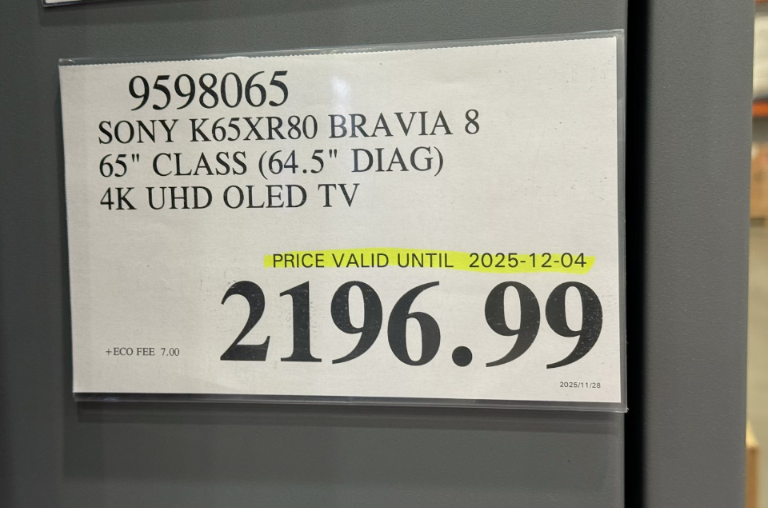 9598065
SONY K65XR80 BRAVIA 8
65" CLASS (64.5" DIAG)
4K UHD OLED TV
PRICE VALID UNTIL 2025-12-04
2196.99
+ECO FEE 7.00
2025/11/28